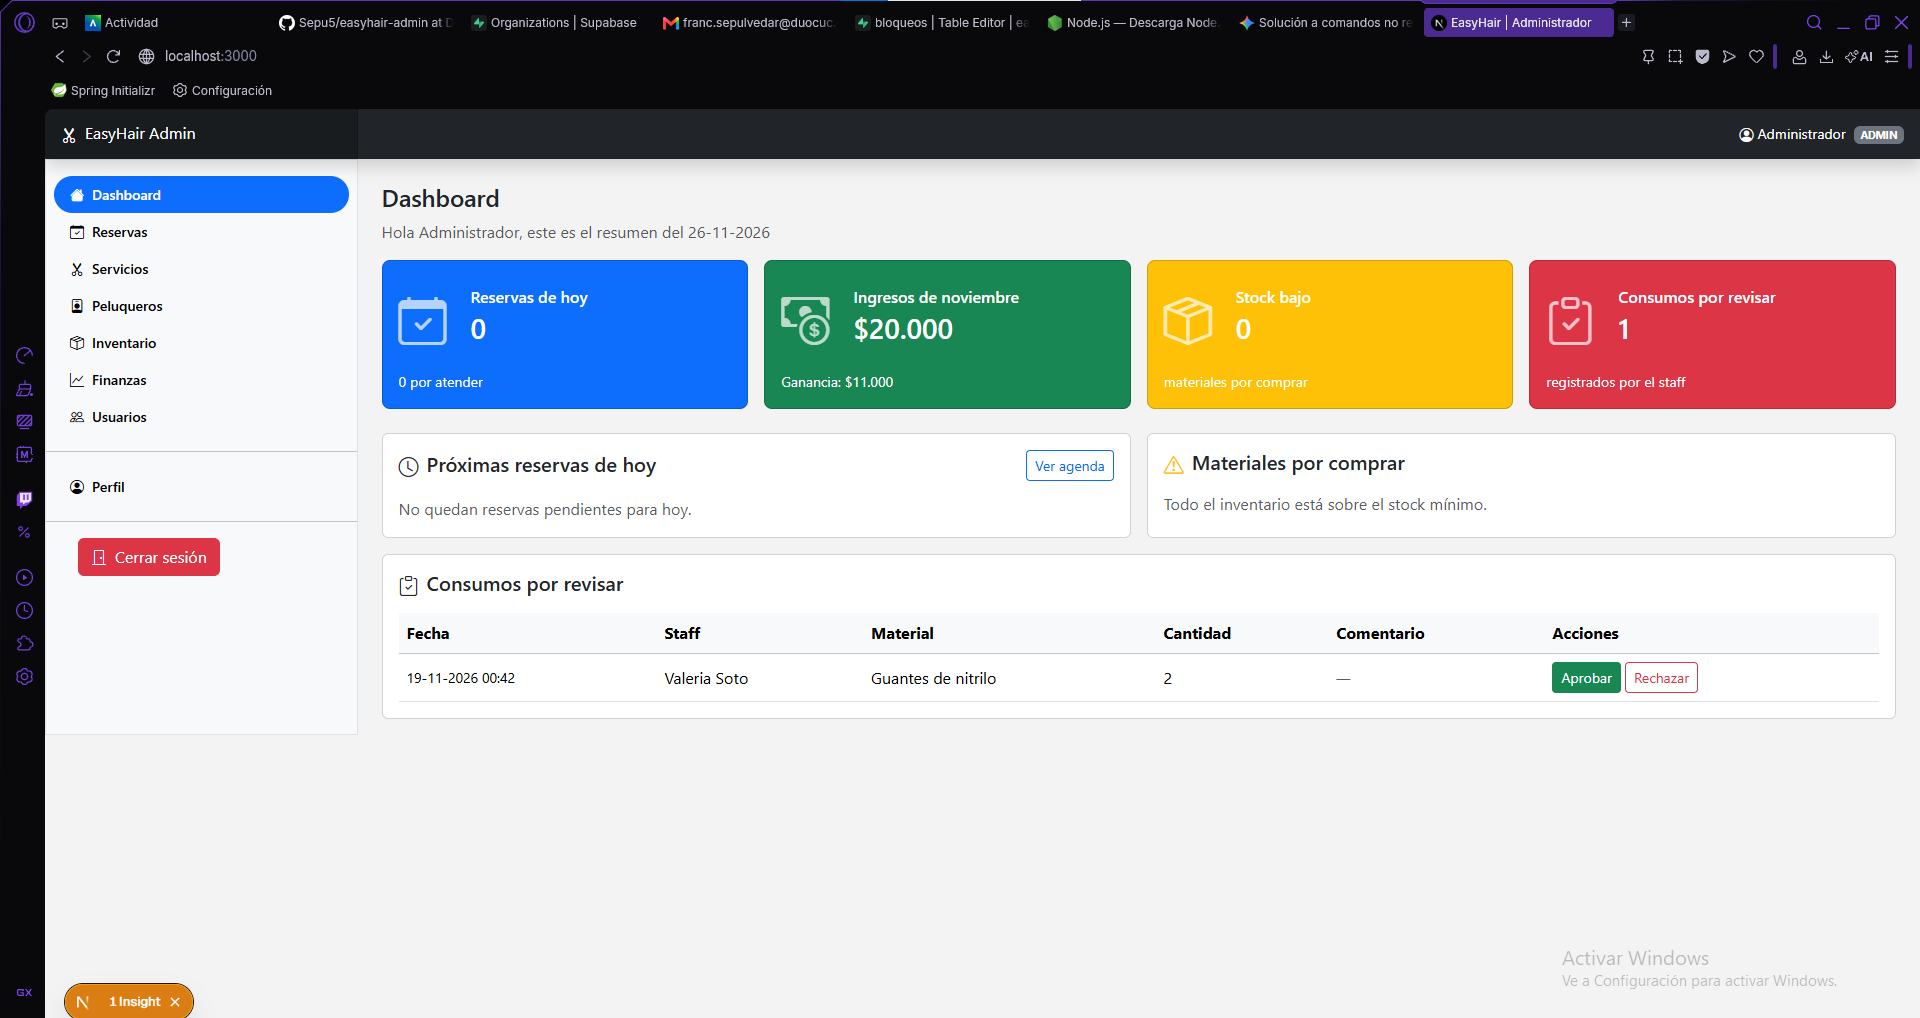 Actividad
Sepu5/easyhair-admin at D
Organizations | Supabase
franc.sepulvedar@duocuc.
bloqueos | Table Editor | ea
Node.js — Descarga Node.
Solución a comandos no re
EasyHair | Administrador
localhost:3000
AI
Spring Initializr
Configuración
EasyHair Admin
Administrador ADMIN
Dashboard
Reservas
Servicios
Peluqueros
Inventario
Finanzas
Usuarios
Perfil
Cerrar sesión
Dashboard
Hola Administrador, este es el resumen del 26-11-2026
Reservas de hoy
0
0 por atender
Ingresos de noviembre
$20.000
Ganancia: $11.000
Stock bajo
0
materiales por comprar
Consumos por revisar
1
registrados por el staff
Próximas reservas de hoy
Ver agenda
No quedan reservas pendientes para hoy.
Materiales por comprar
Todo el inventario está sobre el stock mínimo.
Consumos por revisar
Fecha Staff Material Cantidad Comentario Acciones
19-11-2026 00:42 Valeria Soto Guantes de nitrilo 2 — Aprobar Rechazar
Activar Windows
Ve a Configuración para activar Windows.
GX
N 1 Insight